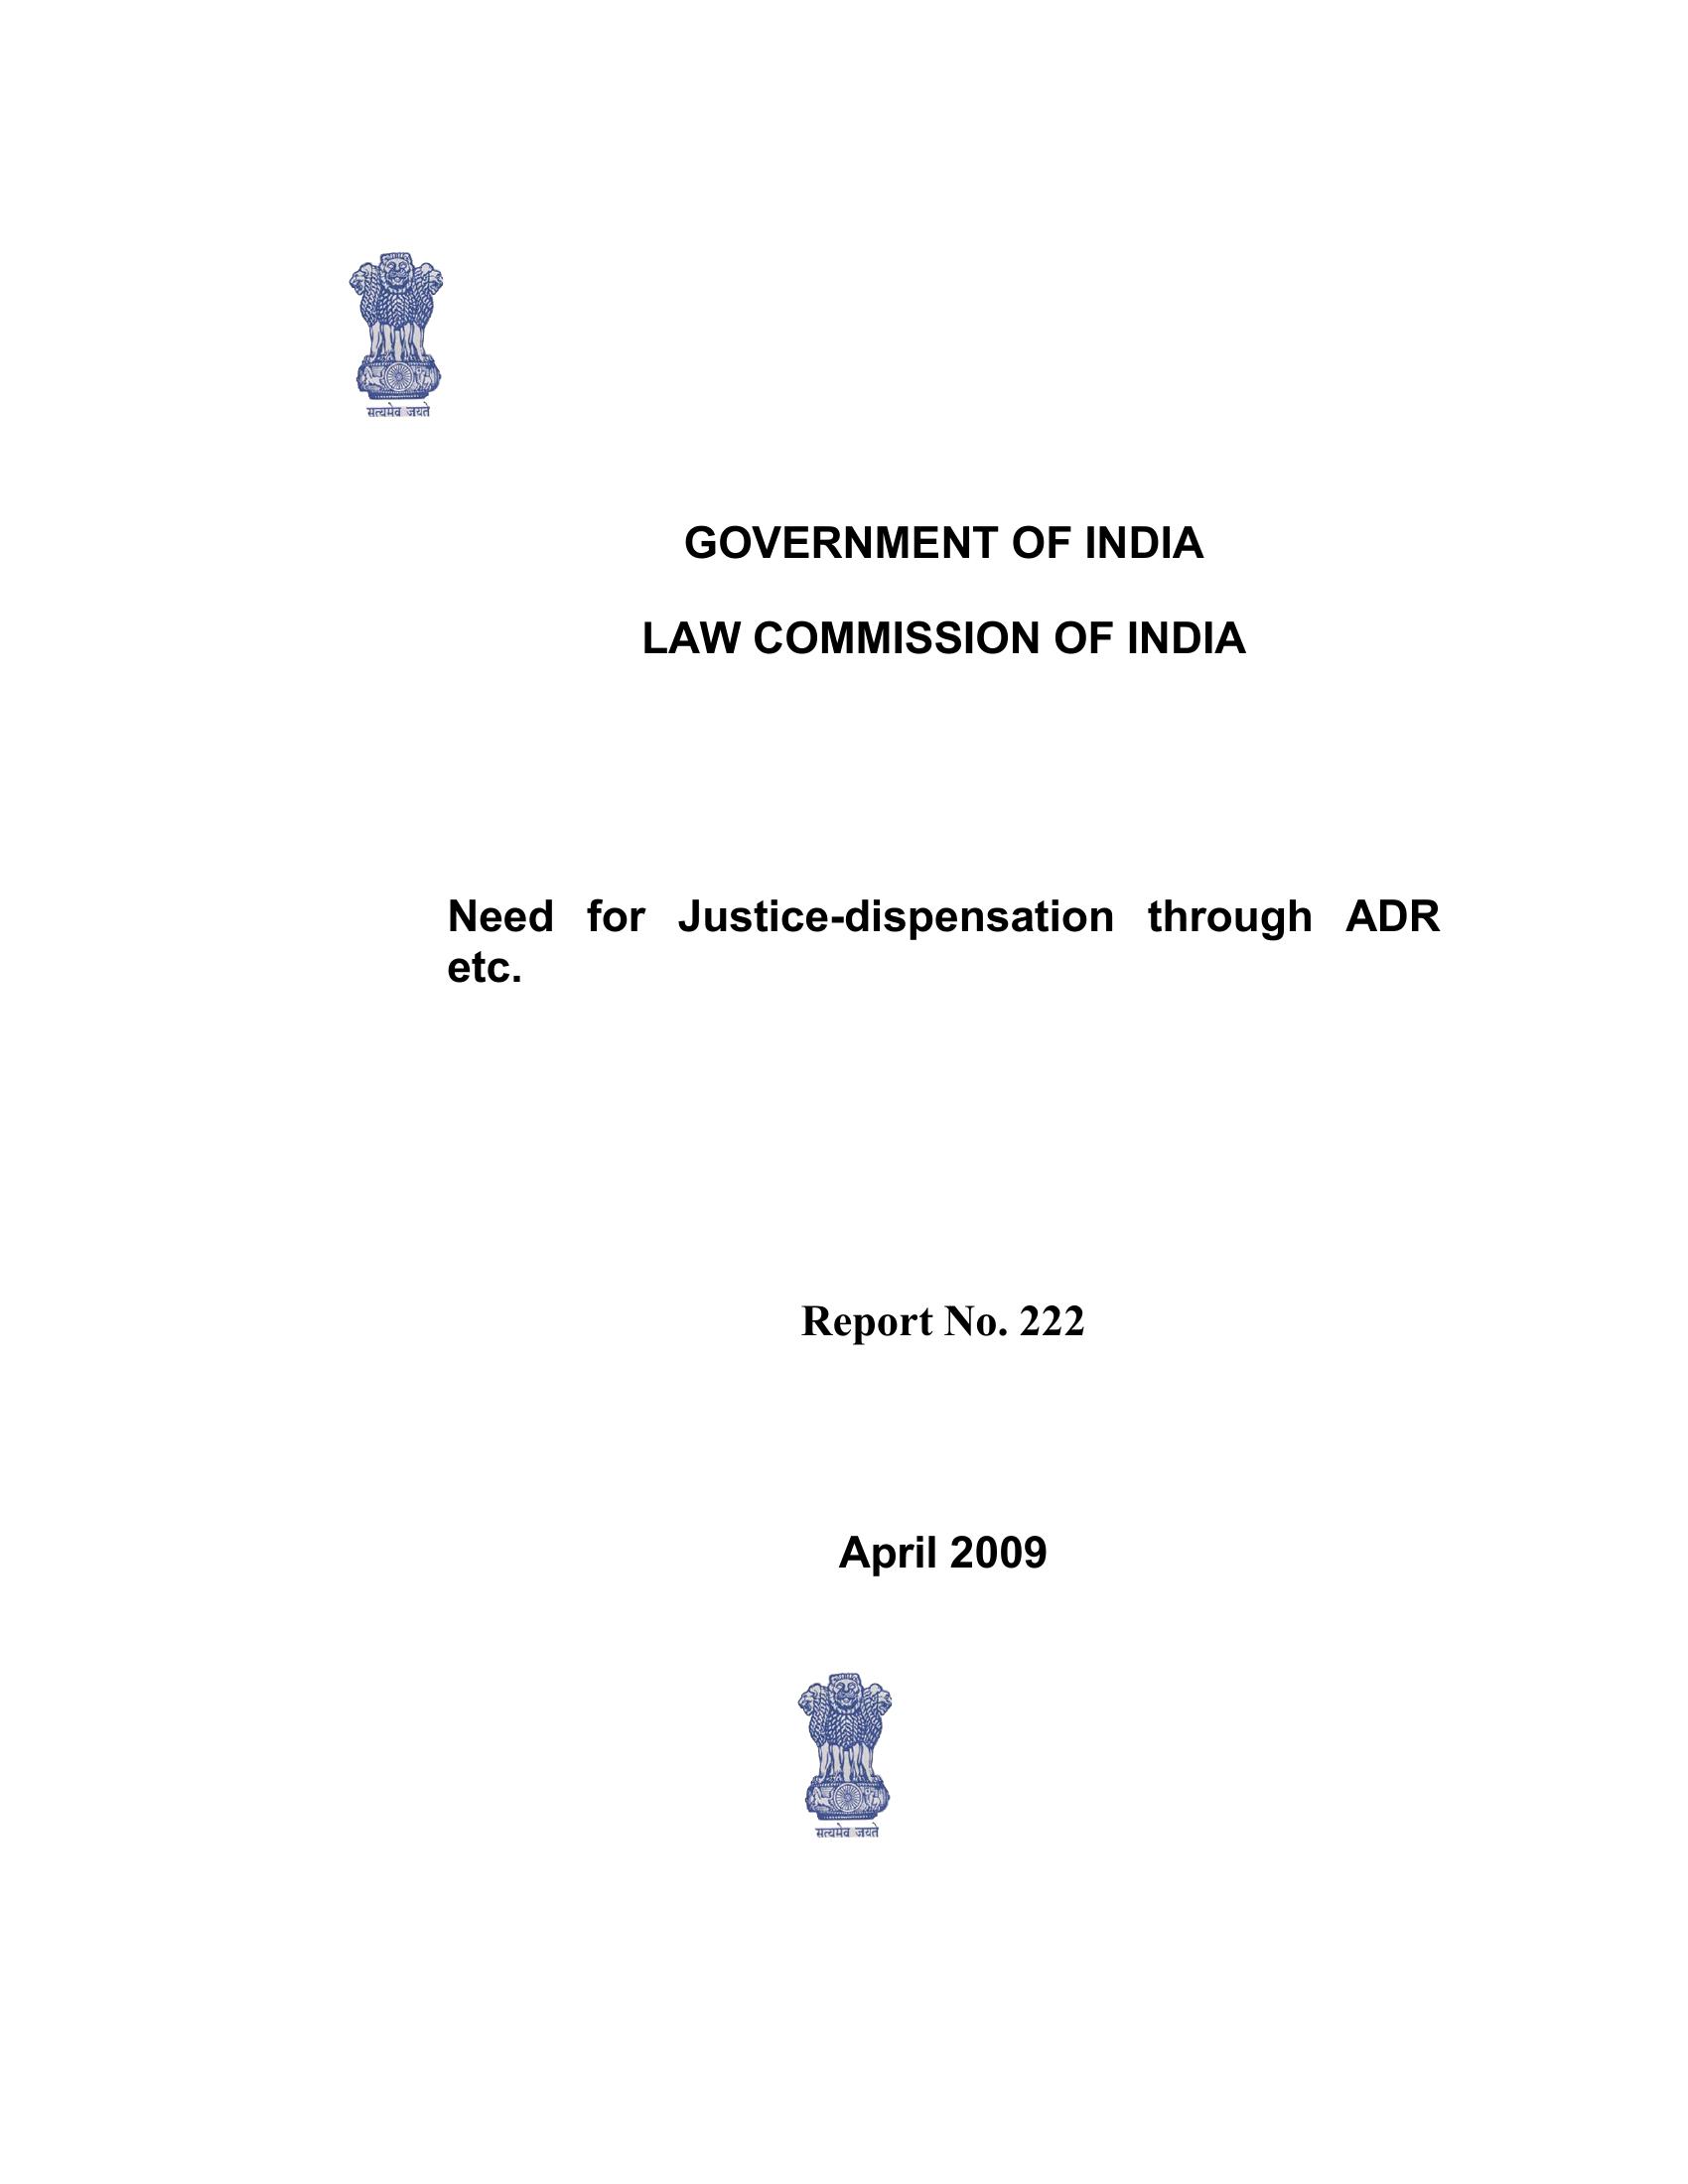 सत्यमेव जयते
GOVERNMENT OF INDIA
LAW COMMISSION OF INDIA
Need for Justice-dispensation through ADR
etc.
Report No. 222
April 2009
सत्यमेव जयते